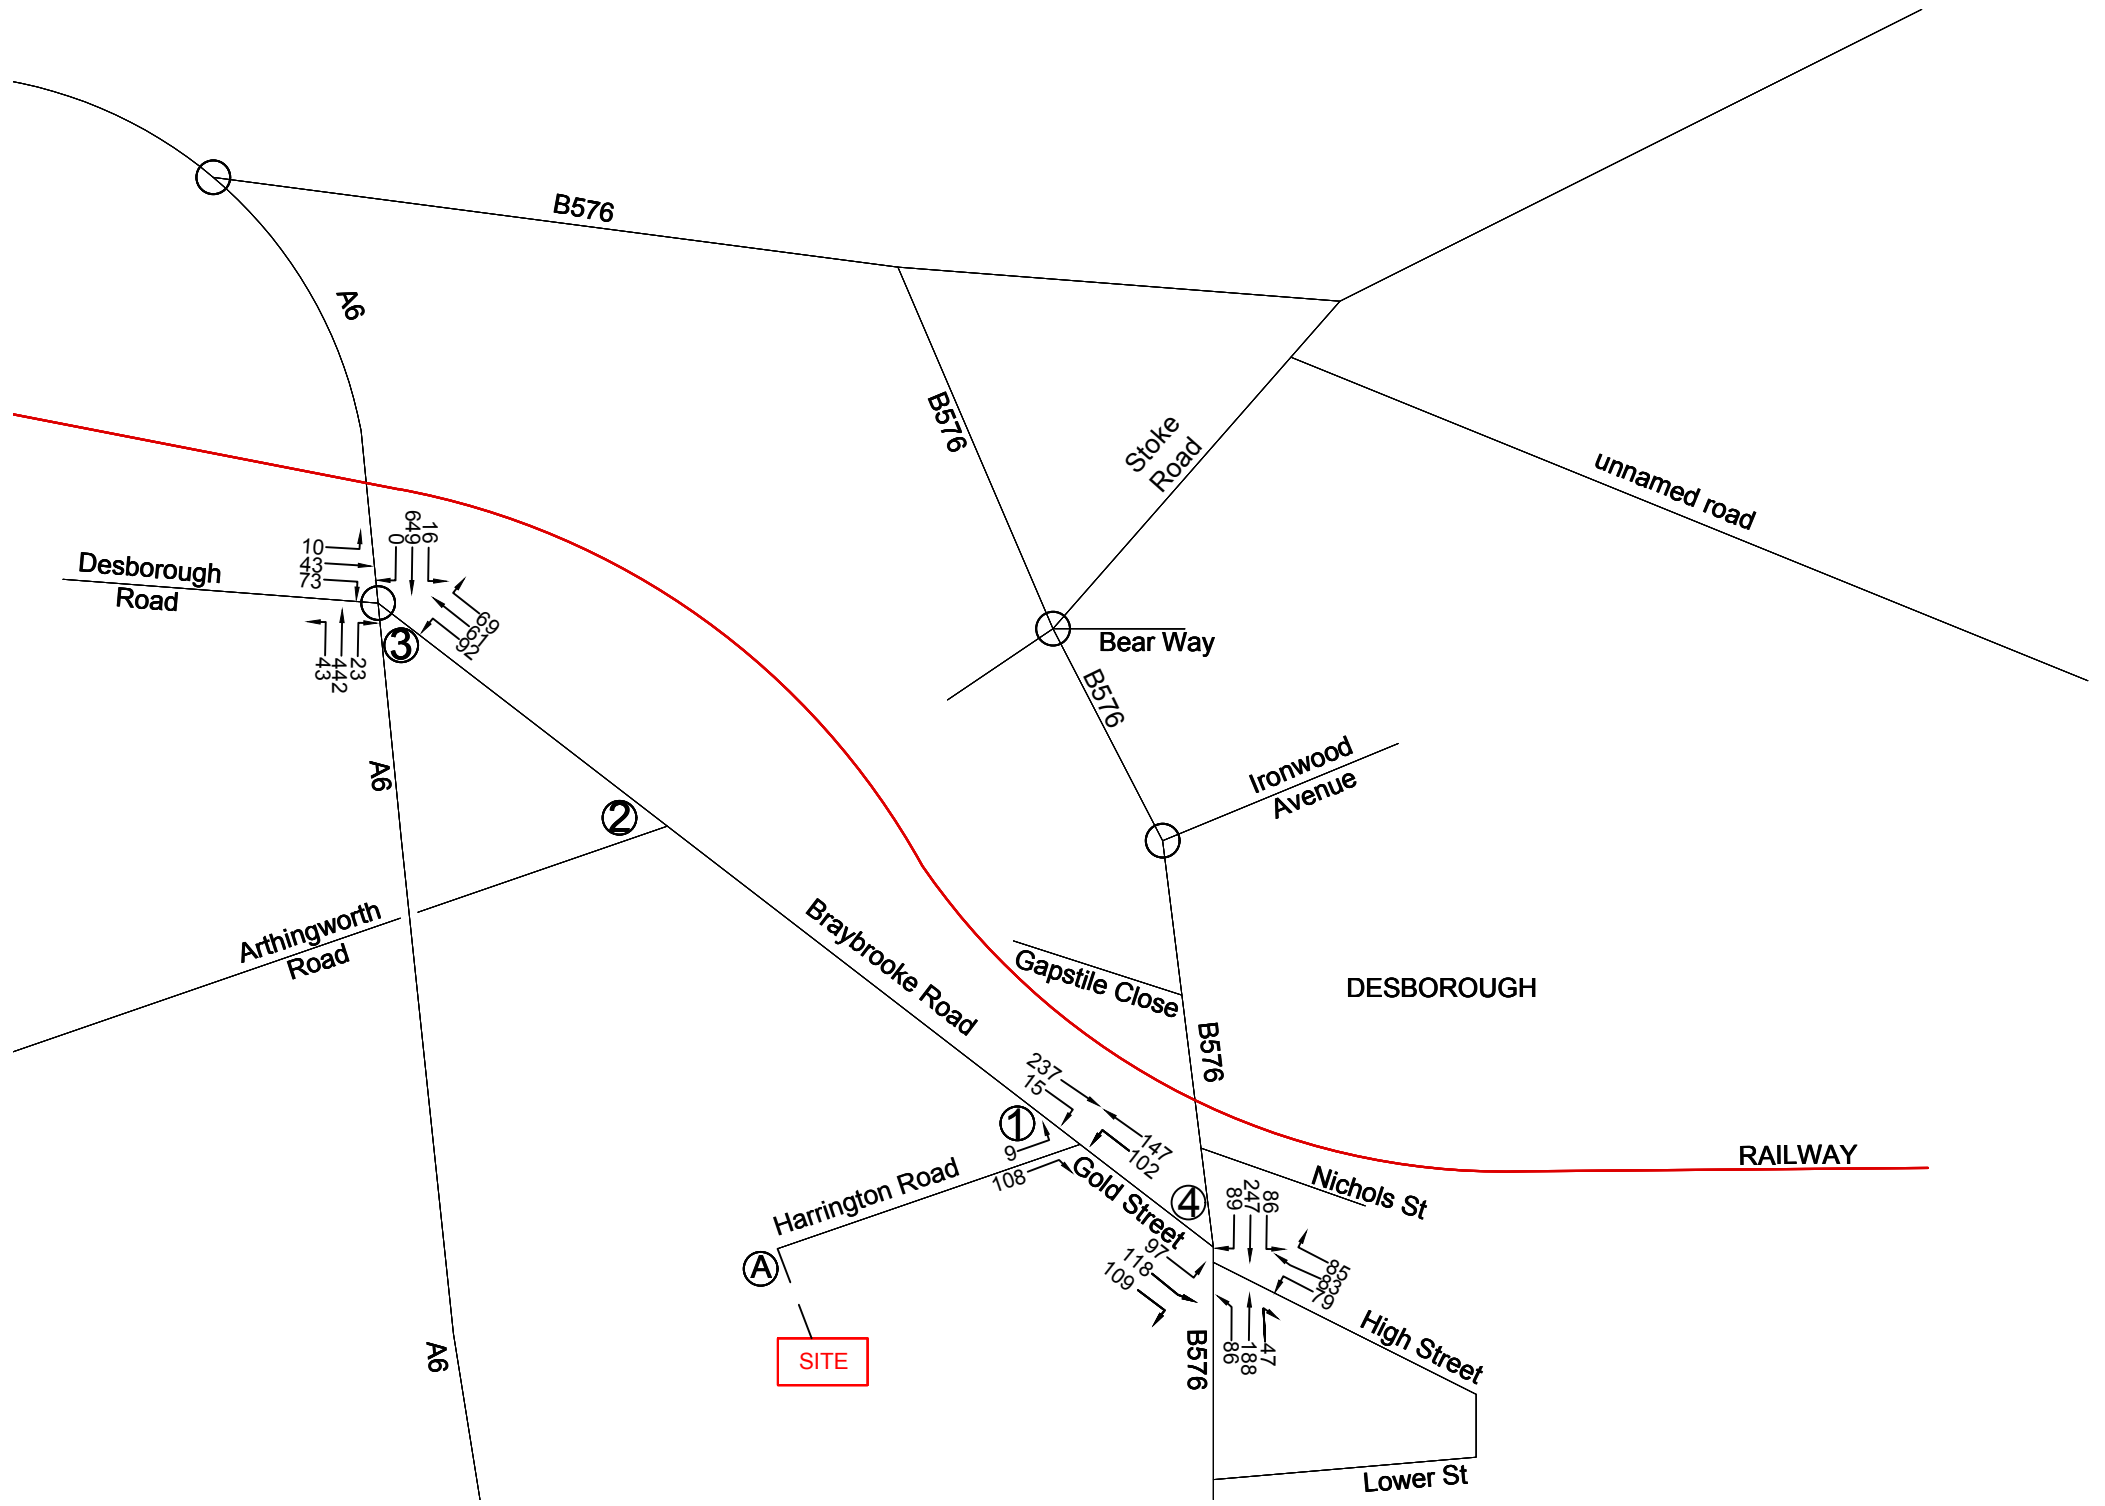 B576
A6
B576
Stoke
Road
unnamed road
10
43
73
0
649
16
Desborough
Road
69
61
92
3
43
442
23
Bear Way
B576
A6
Ironwood
Avenue
2
Arthingworth
Road
Braybrooke Road
Gapstile Close
DESBOROUGH
B576
237
15
1
9
108
147
102
Harrington Road
Gold Street
RAILWAY
Nichols St
4
89
247
86
A
97
118
109
85
83
79
SITE
A6
B576
86
188
47
High Street
Lower St